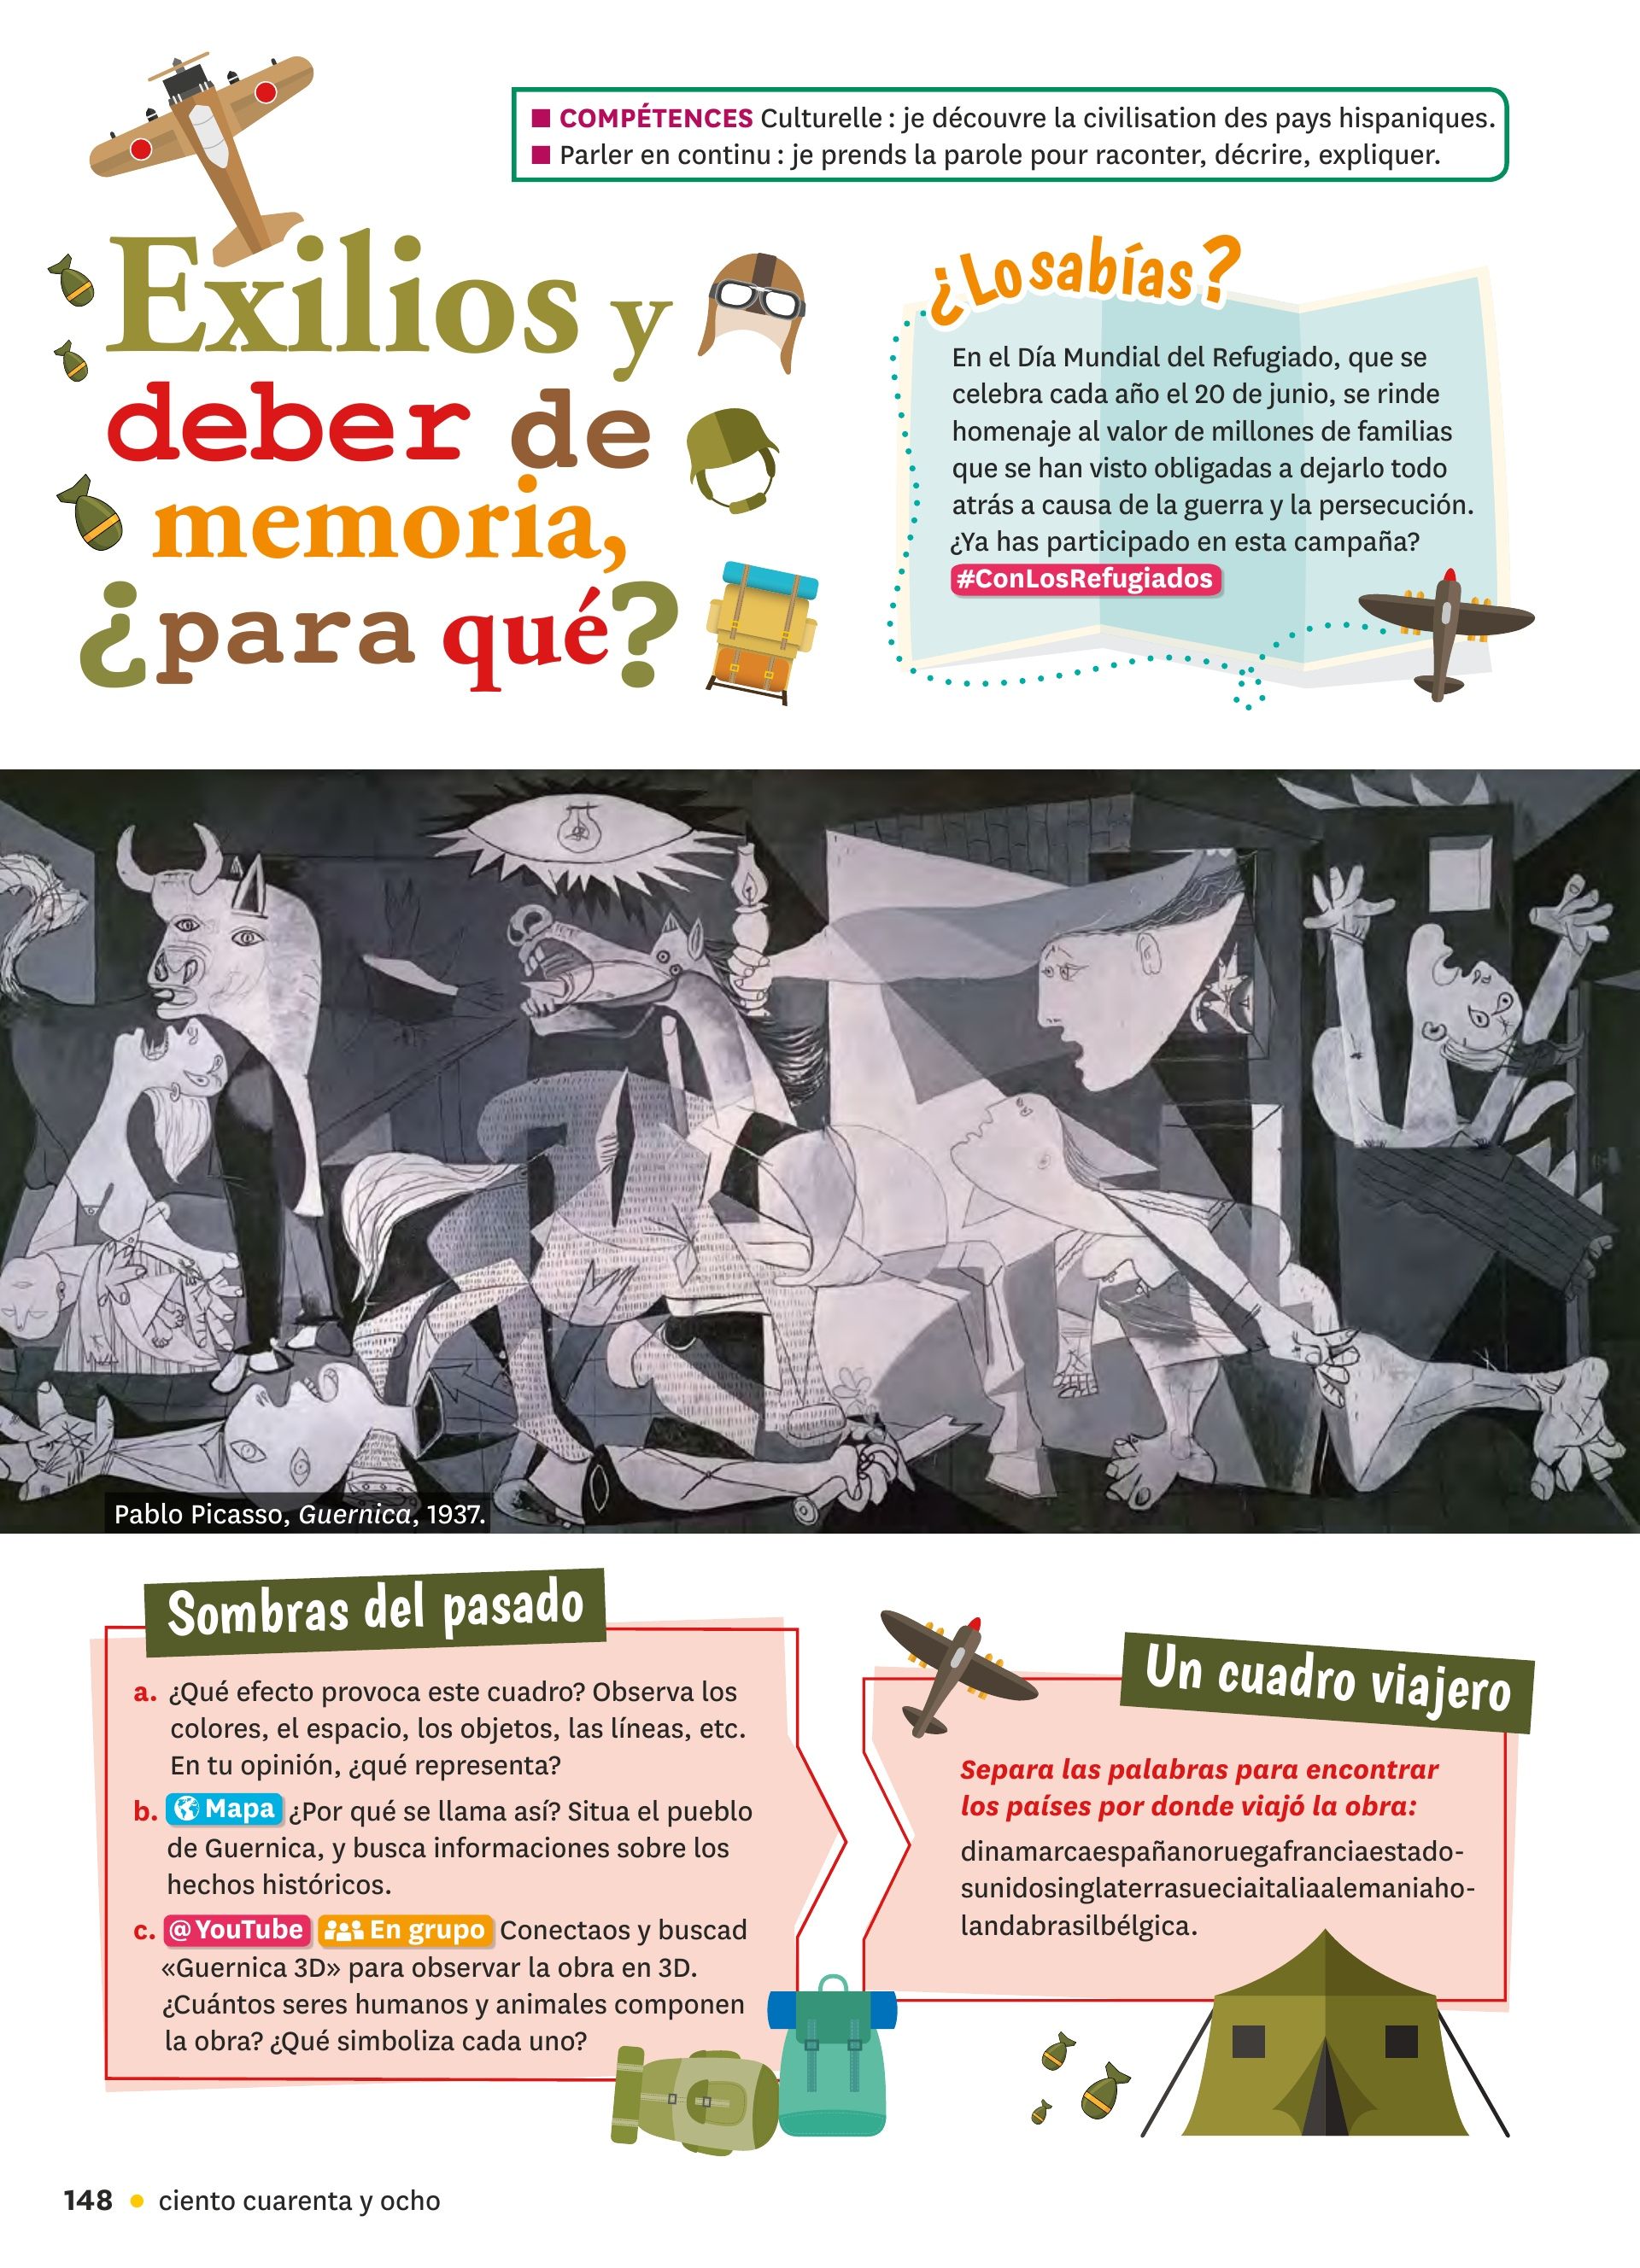 ■ COMPÉTENCES Culturelle : je découvre la civilisation des pays hispaniques.
■ Parler en continu : je prends la parole pour raconter, décrire, expliquer.
Exilios y
deber de
memoria,
¿para qué?
¿Lo sabías?
En el Día Mundial del Refugiado, que se
celebra cada año el 20 de junio, se rinde
homenaje al valor de millones de familias
que se han visto obligadas a dejarlo todo
atrás a causa de la guerra y la persecución.
¿Ya has participado en esta campaña?
#ConLosRefugiados
Pablo Picasso, Guernica, 1937.
Sombras del pasado
a. ¿Qué efecto provoca este cuadro? Observa los
colores, el espacio, los objetos, las líneas, etc.
En tu opinión, ¿qué representa?
b. Mapa ¿Por qué se llama así? Situa el pueblo
de Guernica, y busca informaciones sobre los
hechos históricos.
c. @ YouTube En grupo Conectaos y buscad
«Guernica 3D» para observar la obra en 3D.
¿Cuántos seres humanos y animales componen
la obra? ¿Qué simboliza cada uno?
Un cuadro viajero
Separa las palabras para encontrar
los países por donde viajó la obra:
dinamarcaespañanoruegafranciaestado-
sunidosinglaterrasueciaitaliaalemaniaho-
landabrasilbélgica.
148 • ciento cuarenta y ocho